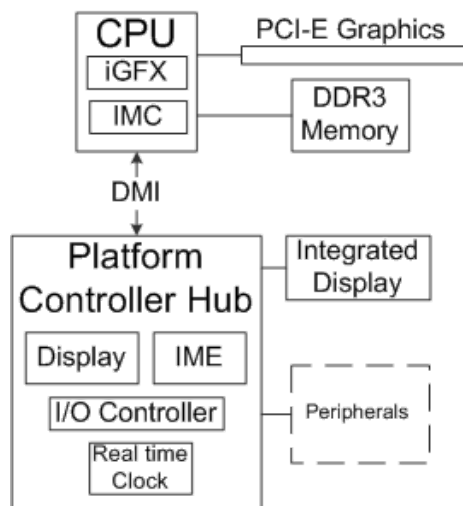 CPU
PCI-E Graphics
iGFX
IMC
DDR3
Memory
DMI
Platform
Controller Hub
Integrated
Display
Display
IME
I/O Controller
Peripherals
Real time
Clock